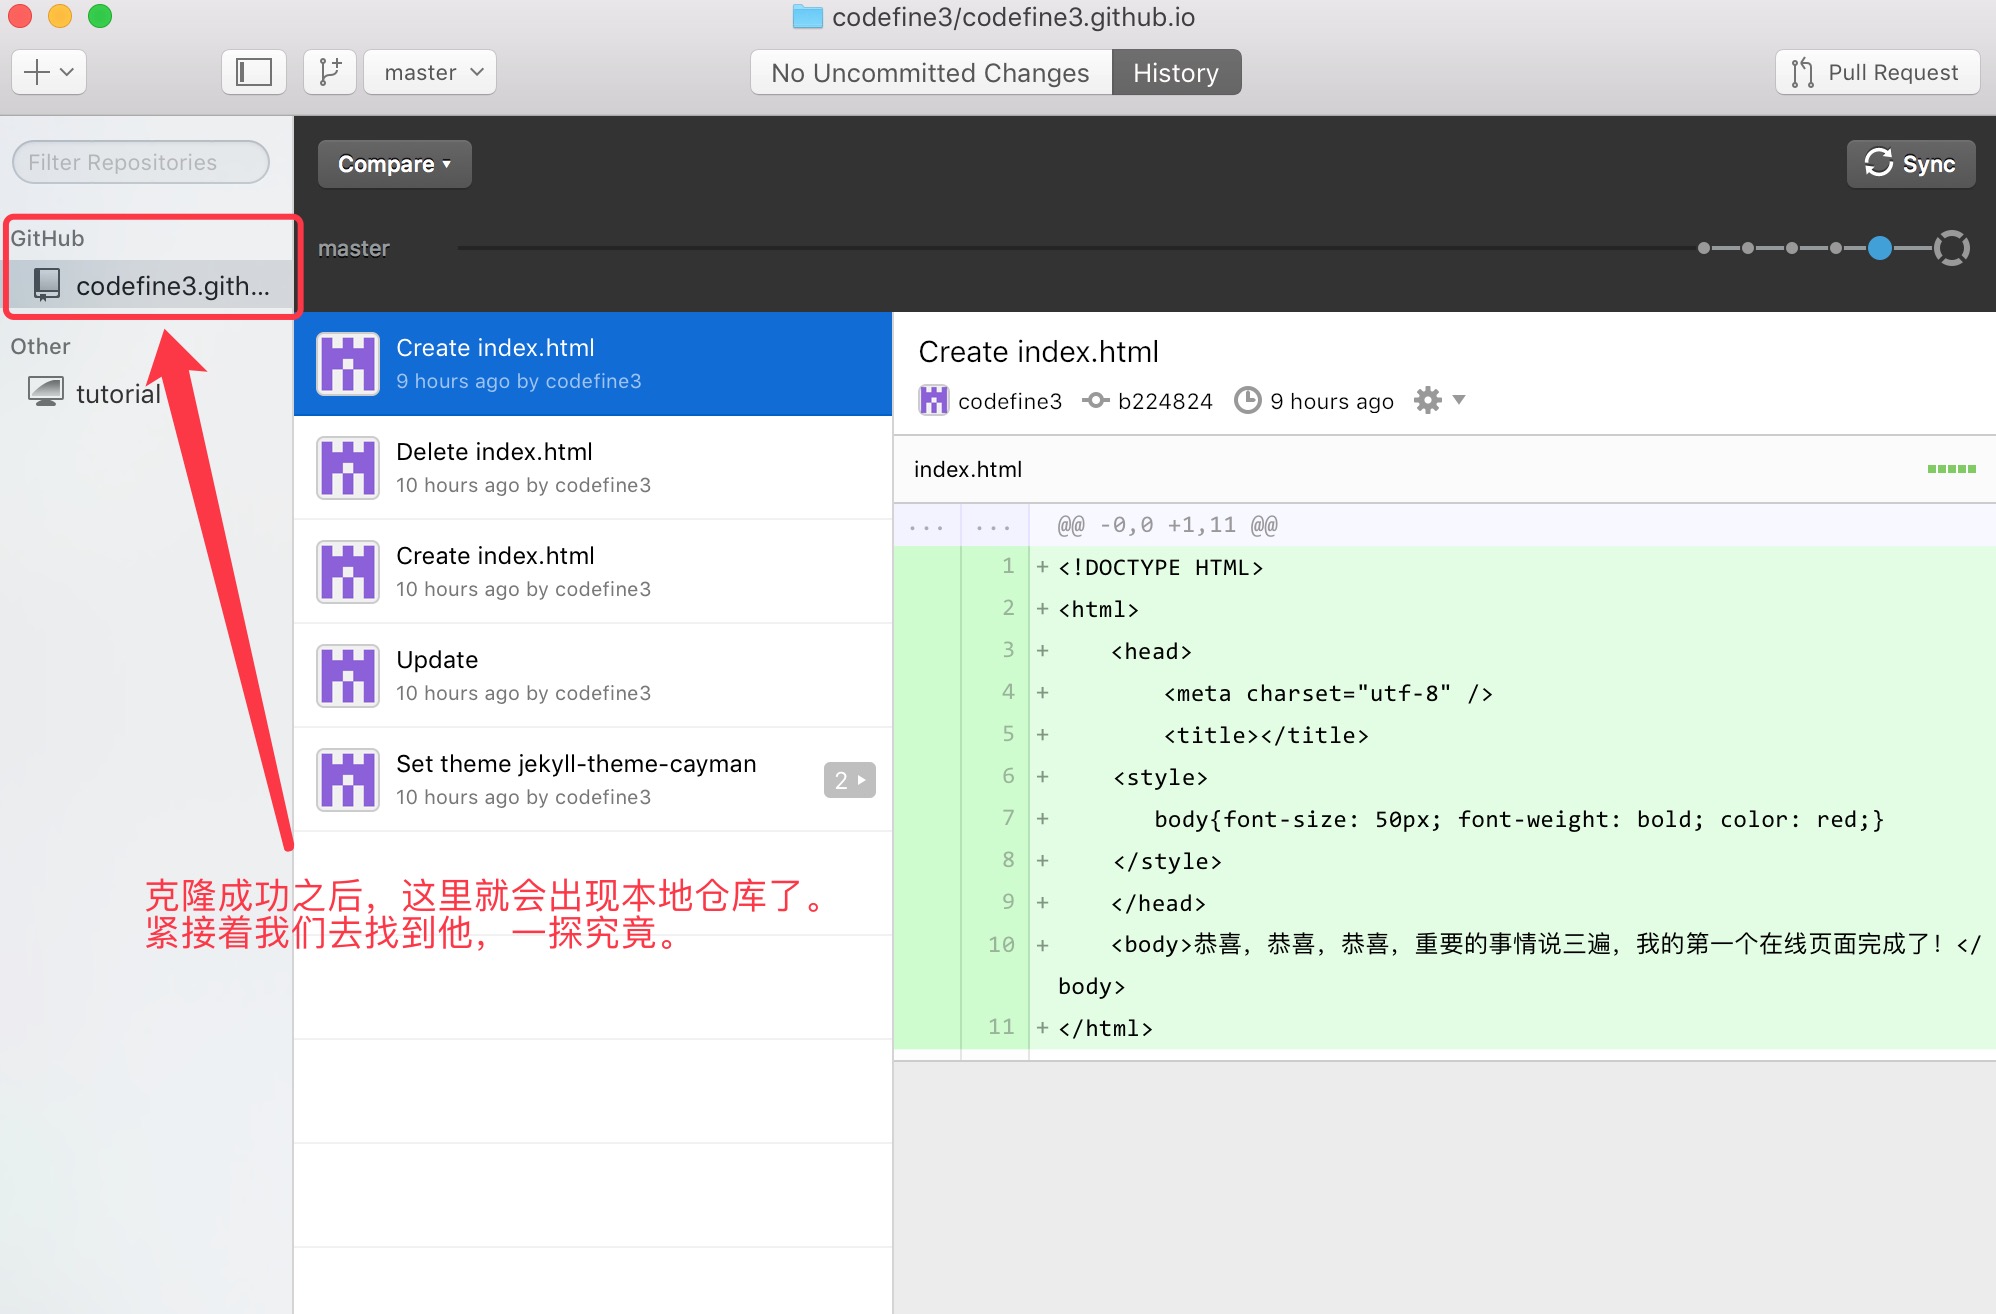 codefine3/codefine3.github.io
master
No Uncommitted Changes
History
Pull Request
Filter Repositories
Compare
Sync
GitHub
codefine3.gith...
master
Other
tutorial
Create index.html
9 hours ago by codefine3
Delete index.html
10 hours ago by codefine3
Create index.html
10 hours ago by codefine3
Update
10 hours ago by codefine3
Set theme jekyll-theme-cayman
10 hours ago by codefine3
2
克隆成功之后，这里就会出现本地仓库了。
紧接着我们去找到他，一探究竟。
Create index.html
codefine3 b224824 9 hours ago
index.html
... ... @@ -0,0 +1,11 @@
1 + <!DOCTYPE HTML>
2 + <html>
3 + <head>
4 + <meta charset="utf-8" />
5 + <title></title>
6 + <style>
7 + body{font-size: 50px; font-weight: bold; color: red;}
8 + </style>
9 + </head>
10 + <body>恭喜，恭喜，恭喜，重要的事情说三遍，我的第一个在线页面完成了！</
body>
11 + </html>